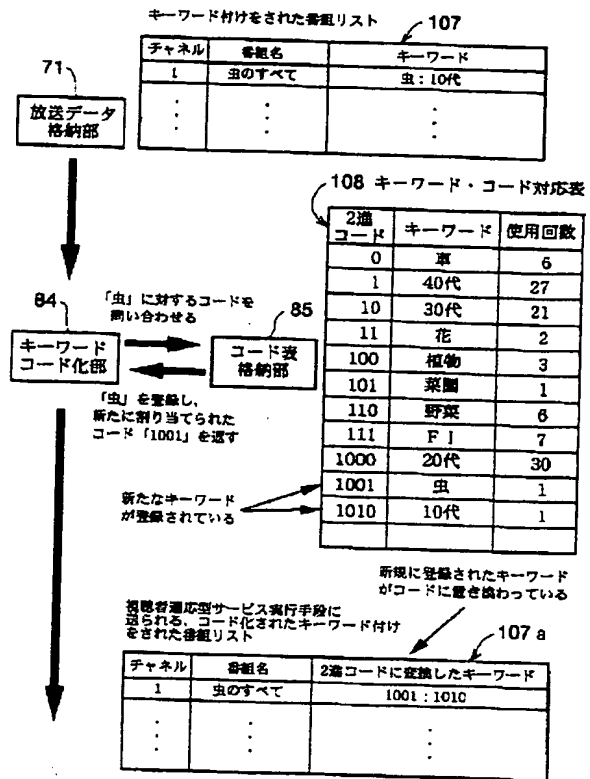 キーワード付けをされた番組リスト
107
チャネル 番組名 キーワード
1 虫のすべて 虫:10代
71
放送データ
格納部
108 キーワード・コード対応表
2進
コード キーワード 使用回数
0 車 6
1 40代 27
10 30代 21
11 花 2
100 植物 3
101 菜園 1
110 野菜 6
111 FI 7
1000 20代 30
1001 虫 1
1010 10代 1
84
キーワード
コード化部
「虫」に対するコードを
問い合わせる
85
コード表
格納部
「虫」を登録し、
新たに割り当てられた
コード「1001」を返す
新たなキーワード
が登録されている
新規に登録されたキーワード
がコードに置き換わっている
視聴者適応型サービス実行手段に
送られる、コード化されたキーワード付け
をされた番組リスト
107a
チャネル 番組名 2進コードに変換したキーワード
1 虫のすべて 1001:1010